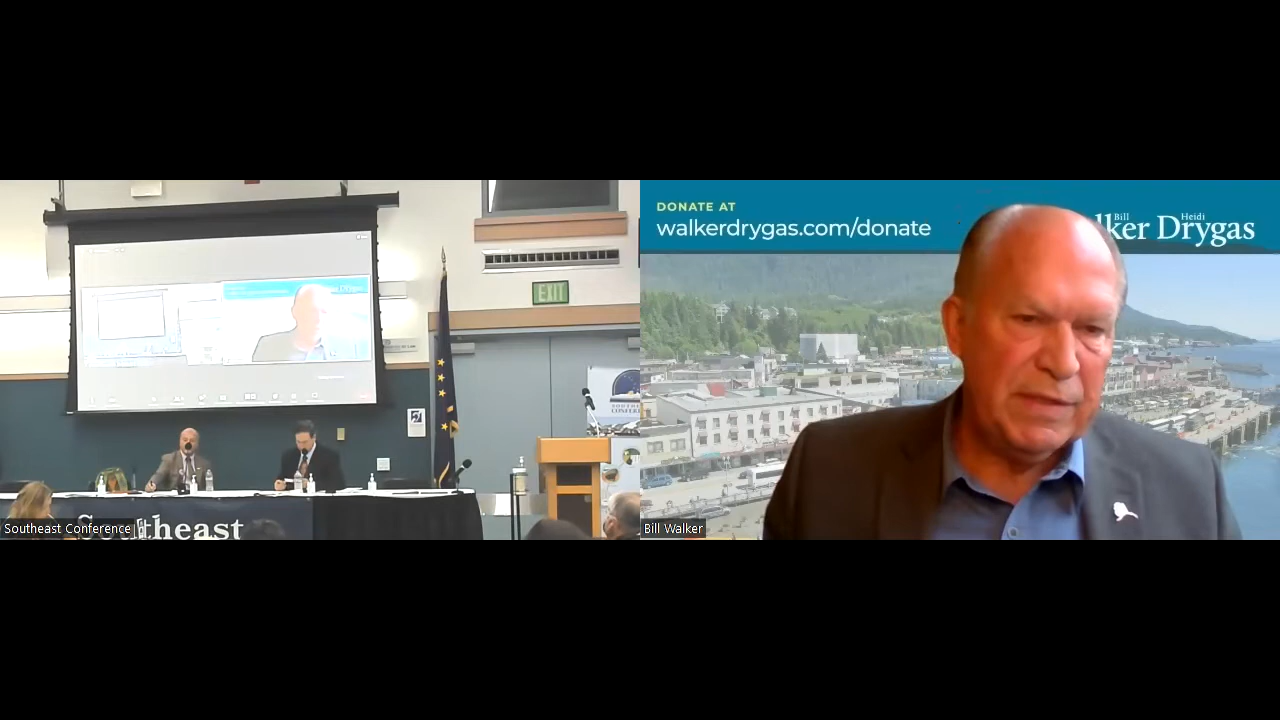 EXIT
Southeast
Southeast Conference
DONATE AT
walkerdrygas.com/donate
Bill
Heidi
lker Drygas
Bill Walker